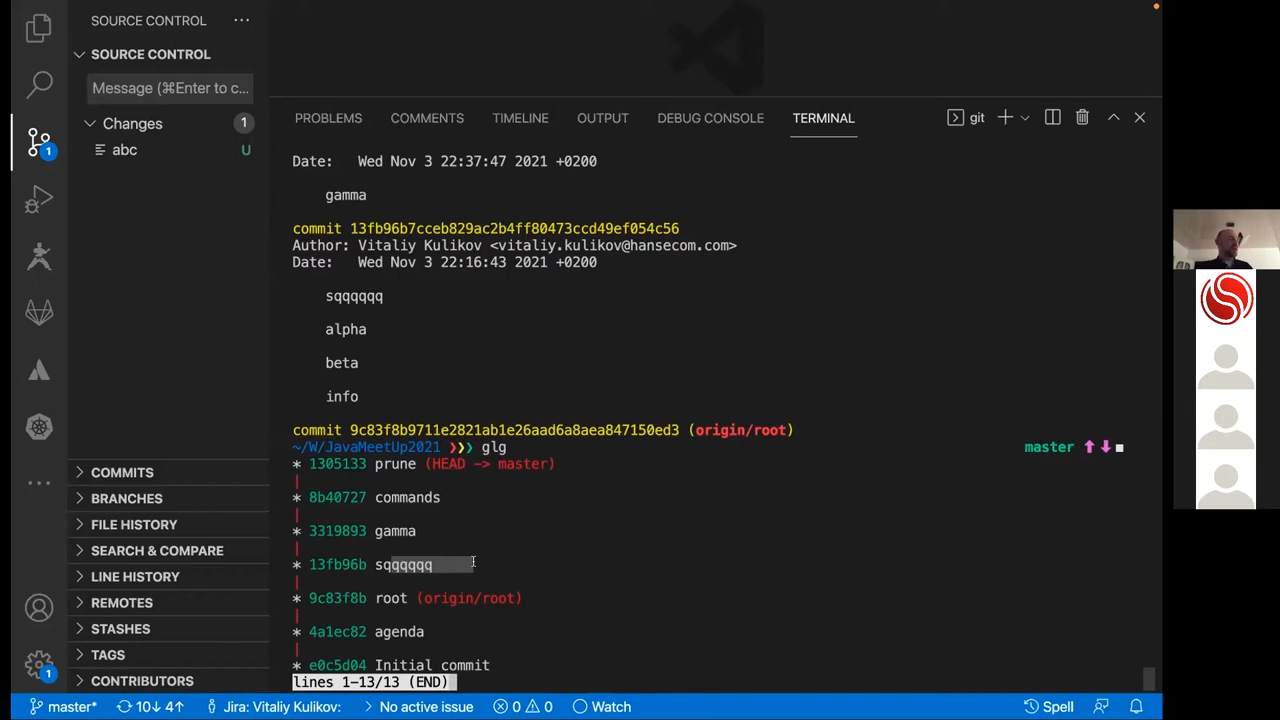 SOURCE CONTROL ...
SOURCE CONTROL
Message (⌘Enter to c...
Changes 1
abc U
1
COMMITS
BRANCHES
FILE HISTORY
SEARCH & COMPARE
LINE HISTORY
REMOTES
STASHES
TAGS
CONTRIBUTORS
1
PROBLEMS COMMENTS TIMELINE OUTPUT DEBUG CONSOLE TERMINAL git
Date:   Wed Nov 3 22:37:47 2021 +0200
gamma
commit 13fb96b7cceb829ac2b4ff80473ccd49ef054c56
Author: Vitaliy Kulikov <vitaliy.kulikov@hansecom.com>
Date:   Wed Nov 3 22:16:43 2021 +0200
sqqqqqq
alpha
beta
info
commit 9c83f8b9711e2821ab1e26aad6a8aea847150ed3 (origin/root)
~/W/JavaMeetUp2021 ❯❯❯ glg master ⬆⬇◼
* 1305133 prune (HEAD -> master)
|
* 8b40727 commands
|
* 3319893 gamma
|
* 13fb96b sqqqqqq
|
* 9c83f8b root (origin/root)
|
* 4a1ec82 agenda
|
* e0c5d04 Initial commit
lines 1-13/13 (END)
master* 10↓ 4↑ Jira: Vitaliy Kulikov: No active issue 0 0 Watch Spell